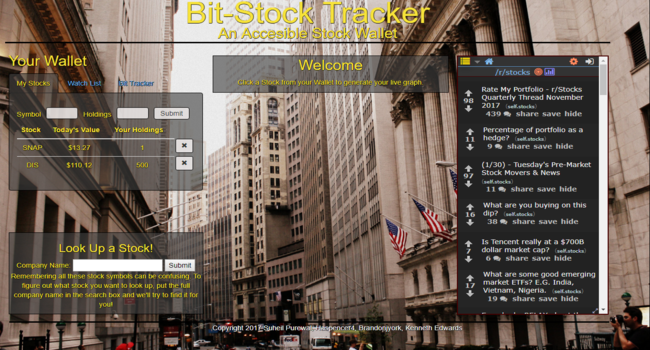 Bit-Stock Tracker
An Accesible Stock Wallet
Your Wallet
My Stocks
Watch List
Bit Tracker
Symbol
Holdings
Submit
Stock
Today's Value
Your Holdings
SNAP
$13.27
1
✖
DIS
$110.12
500
✖
Look Up a Stock!
Company Name:
Submit
Remembering all these stock symbols can be confusing. To
figure out what stock you want to look up, put the full
company name in the search box and we'll try to find it for
you!
Welcome
Click a Stock from your Wallet to generate your live graph.
/r/stocks
98
Rate My Portfolio - r/Stocks
Quarterly Thread November
2017 (self.stocks)
439 share save hide
11
Percentage of portfolio as a
hedge? (self.stocks)
9 share save hide
97
(1/30) - Tuesday's Pre-Market
Stock Movers & News
(self.stocks)
11 share save hide
16
What are you buying on this
dip? (self.stocks)
38 share save hide
7
Is Tencent really at a $700B
dollar market cap? (self.stocks)
6 share save hide
17
What are some good emerging
market ETFs? E.G. India,
Vietnam, Nigeria. (self.stocks)
19 share save hide
Copyright 2017, Suheil Kenneth Edwards